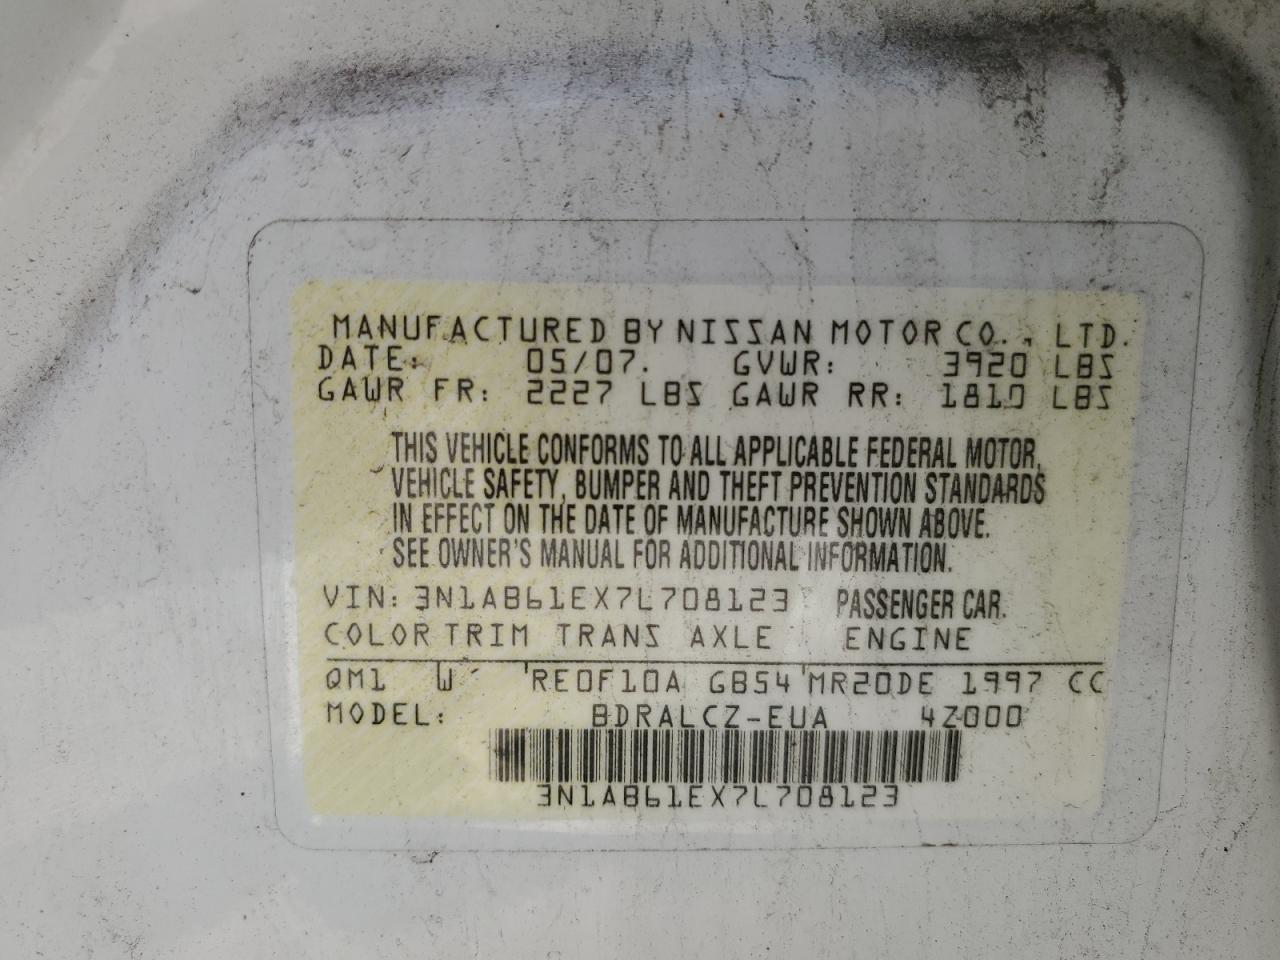 MANUFACTURED BY NISSAN MOTOR CO., LTD.
DATE: 05/07. GVWR: 3920 LBS
GAWR FR: 2227 LBS GAWR RR: 1810 LBS
THIS VEHICLE CONFORMS TO ALL APPLICABLE FEDERAL MOTOR,
VEHICLE SAFETY, BUMPER AND THEFT PREVENTION STANDARDS
IN EFFECT ON THE DATE OF MANUFACTURE SHOWN ABOVE.
SEE OWNER'S MANUAL FOR ADDITIONAL INFORMATION.
VIN: 3N1AB61EX7L708123 PASSENGER CAR.
COLOR TRIM TRANS AXLE ENGINE
QM1 W REOF10A GB54 MR20DE 1997 CC
MODEL: BDRALCZ-EUA 4Z000
3N1AB61EX7L708123